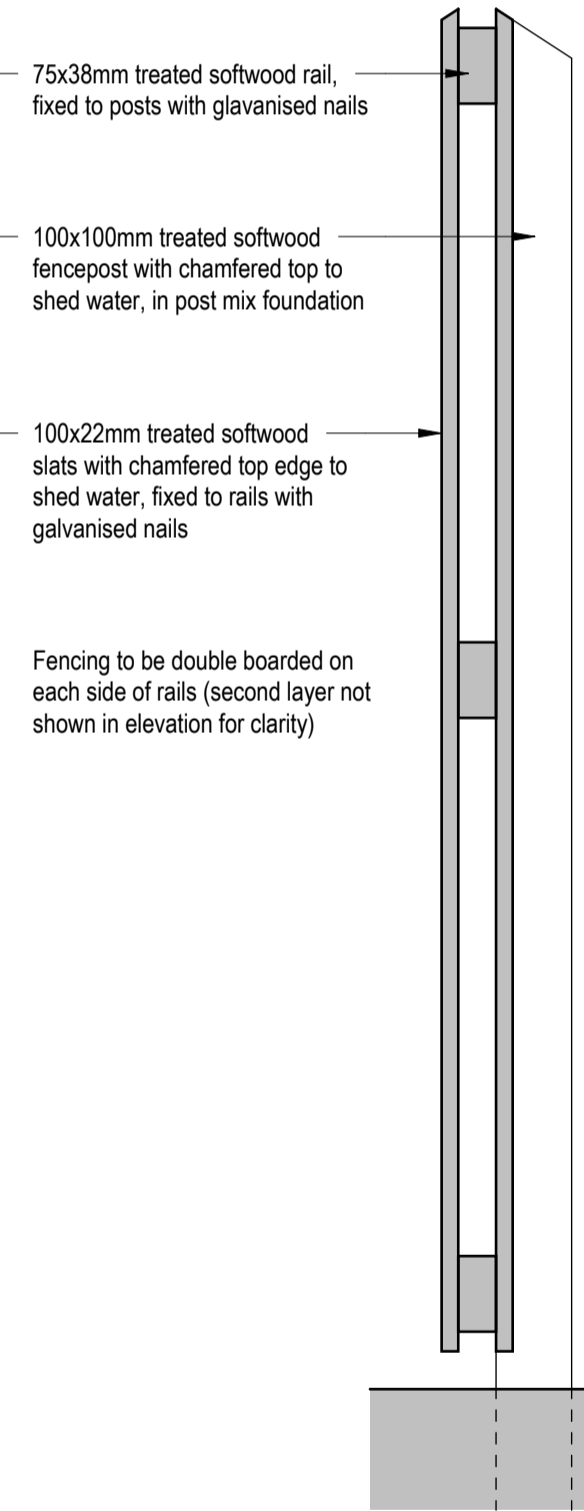 75x38mm treated softwood rail,
fixed to posts with glavanised nails
100x100mm treated softwood
fencepost with chamfered top to
shed water, in post mix foundation
100x22mm treated softwood
slats with chamfered top edge to
shed water, fixed to rails with
galvanised nails
Fencing to be double boarded on
each side of rails (second layer not
shown in elevation for clarity)